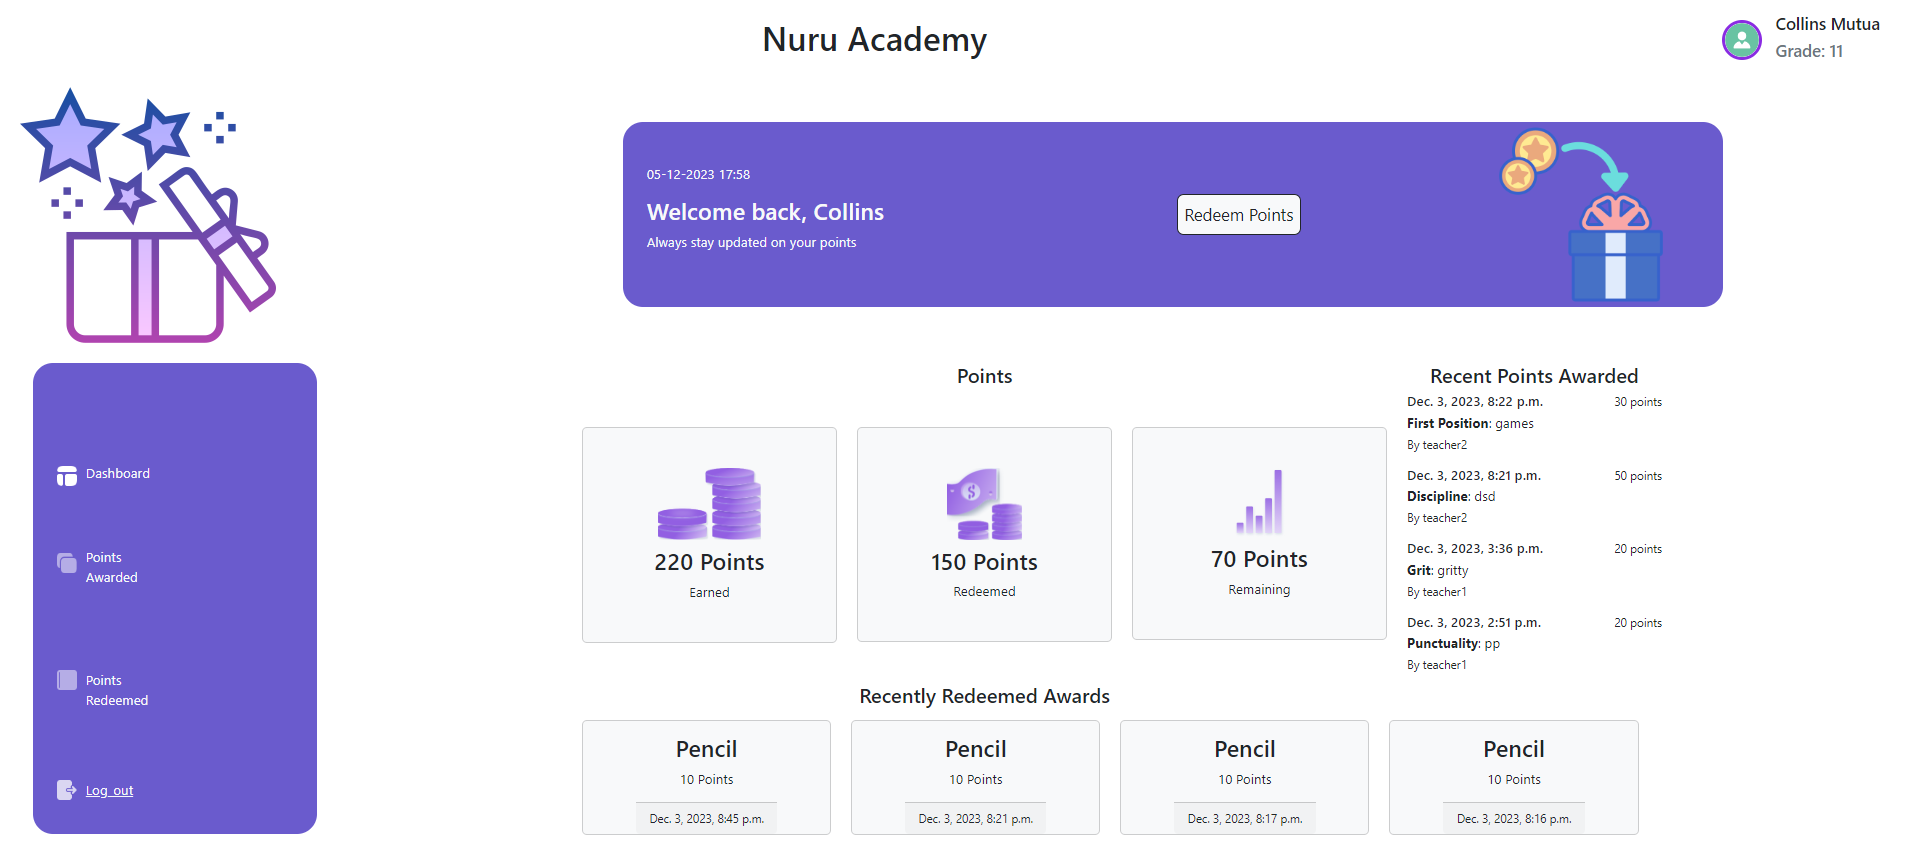 Nuru Academy
Collins Mutua
Grade: 11
05-12-2023 17:58
Welcome back, Collins
Always stay updated on your points
Redeem Points
Dashboard
Points
Awarded
Points
Redeemed
Log out
Points
220 Points
Earned
150 Points
Redeemed
$
70 Points
Remaining
Recent Points Awarded
Dec. 3, 2023, 8:22 p.m.
30 points
First Position: games
By teacher2
Dec. 3, 2023, 8:21 p.m.
50 points
Discipline: dsd
By teacher2
Dec. 3, 2023, 3:36 p.m.
20 points
Grit: gritty
By teacher1
Dec. 3, 2023, 2:51 p.m.
20 points
Punctuality: pp
By teacher1
Recently Redeemed Awards
Pencil
10 Points
Dec. 3, 2023, 8:45 p.m.
Pencil
10 Points
Dec. 3, 2023, 8:21 p.m.
Pencil
10 Points
Dec. 3, 2023, 8:17 p.m.
Pencil
10 Points
Dec. 3, 2023, 8:16 p.m.